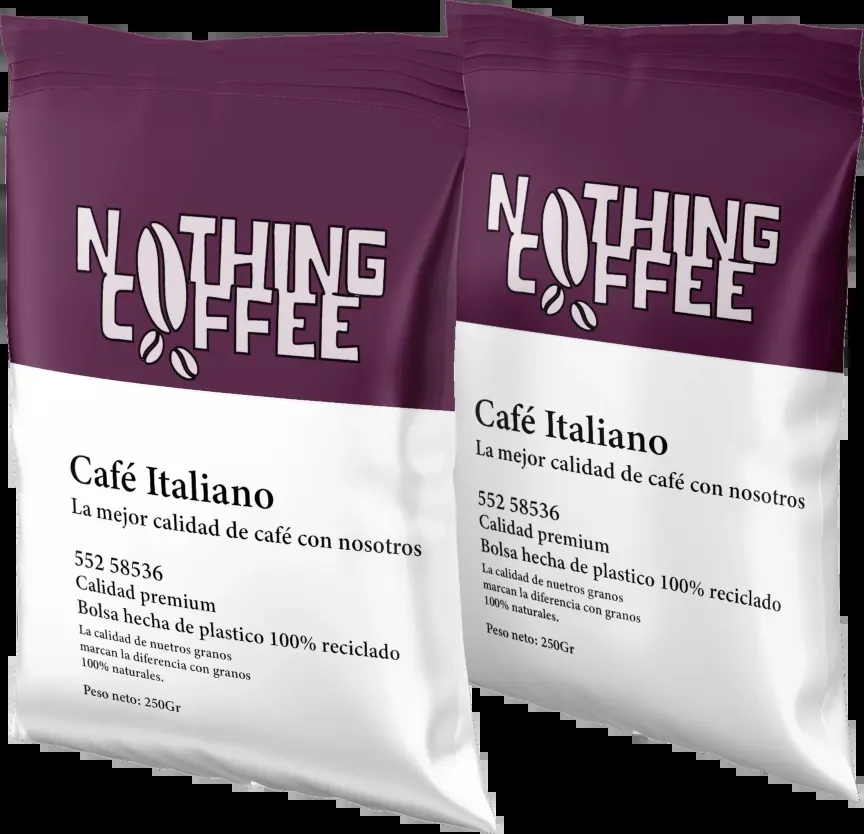 NOTHING
COFFEE
Café Italiano
La mejor calidad de café con nosotros
552 58536
Calidad premium
Bolsa hecha de plastico 100% reciclado
La calidad de nuetros granos
marcan la diferencia con granos
100% naturales.
Peso neto: 250Gr
NOTHING
COFFEE
Café Italiano
La mejor calidad de café con nosotros
552 58536
Calidad premium
Bolsa hecha de plastico 100% reciclado
La calidad de nuetros granos
marcan la diferencia con granos
100% naturales.
Peso neto: 250Gr